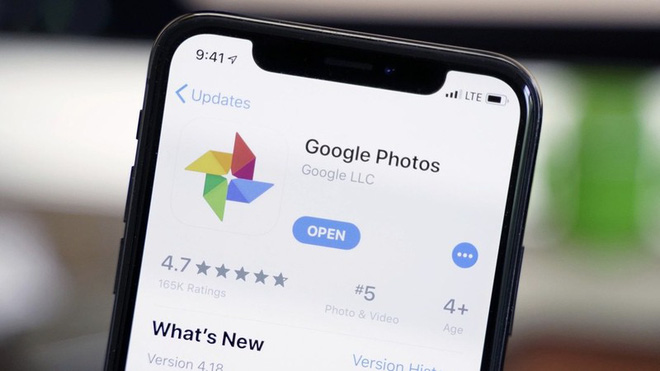 9:41
LTE
Updates
Google Photos
Google LLC
OPEN
4.7
165K Ratings
#5
Photo & Video
4+
Age
What's New
Version 4.18
Version Hist